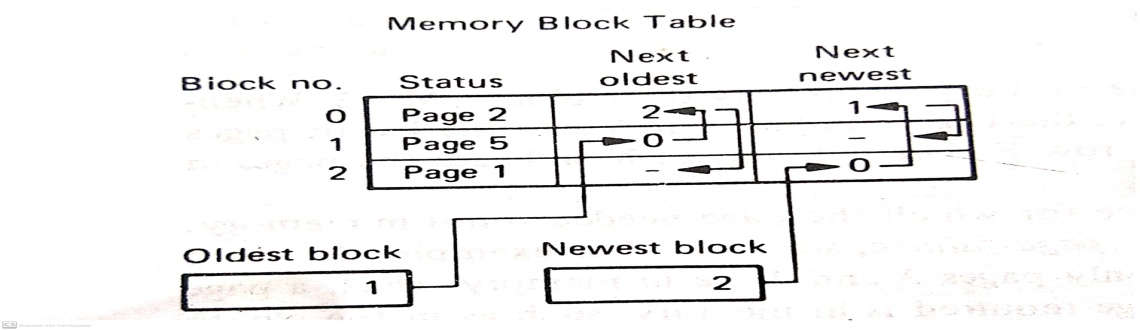 Memory Block Table
Block no. Status Next oldest Next newest
0 Page 2 2 1
1 Page 5 0 –
2 Page 1 – 0
Oldest block Newest block
1 2